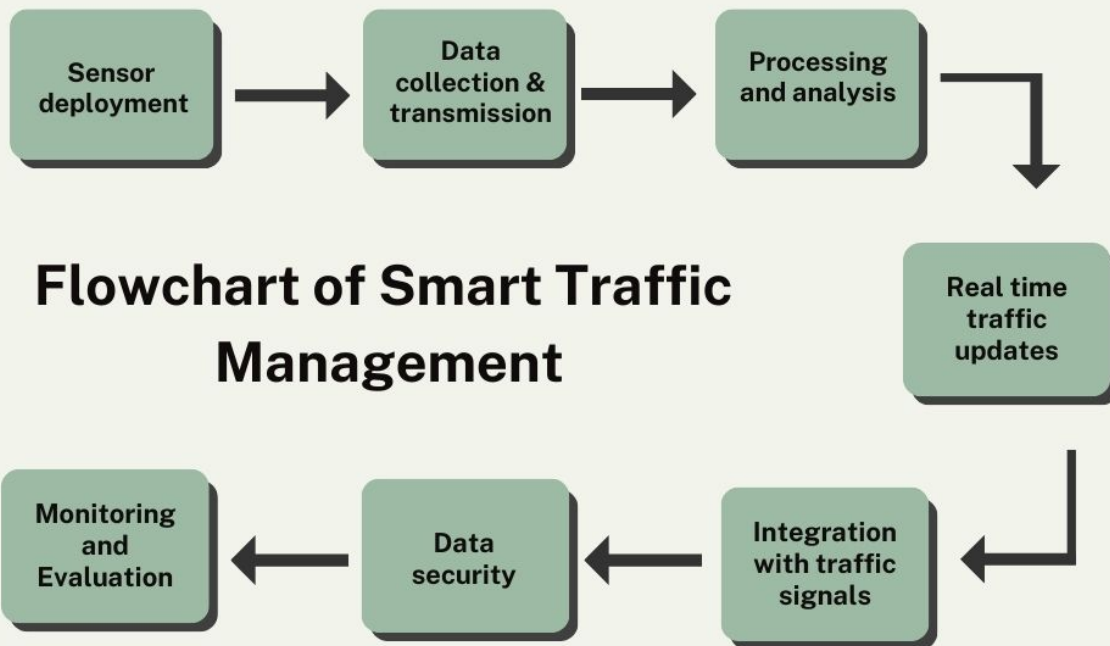 Sensor
deployment
Data
collection &
transmission
Processing
and analysis
Flowchart of Smart Traffic
Management
Real time
traffic
updates
Integration
with traffic
signals
Data
security
Monitoring
and
Evaluation